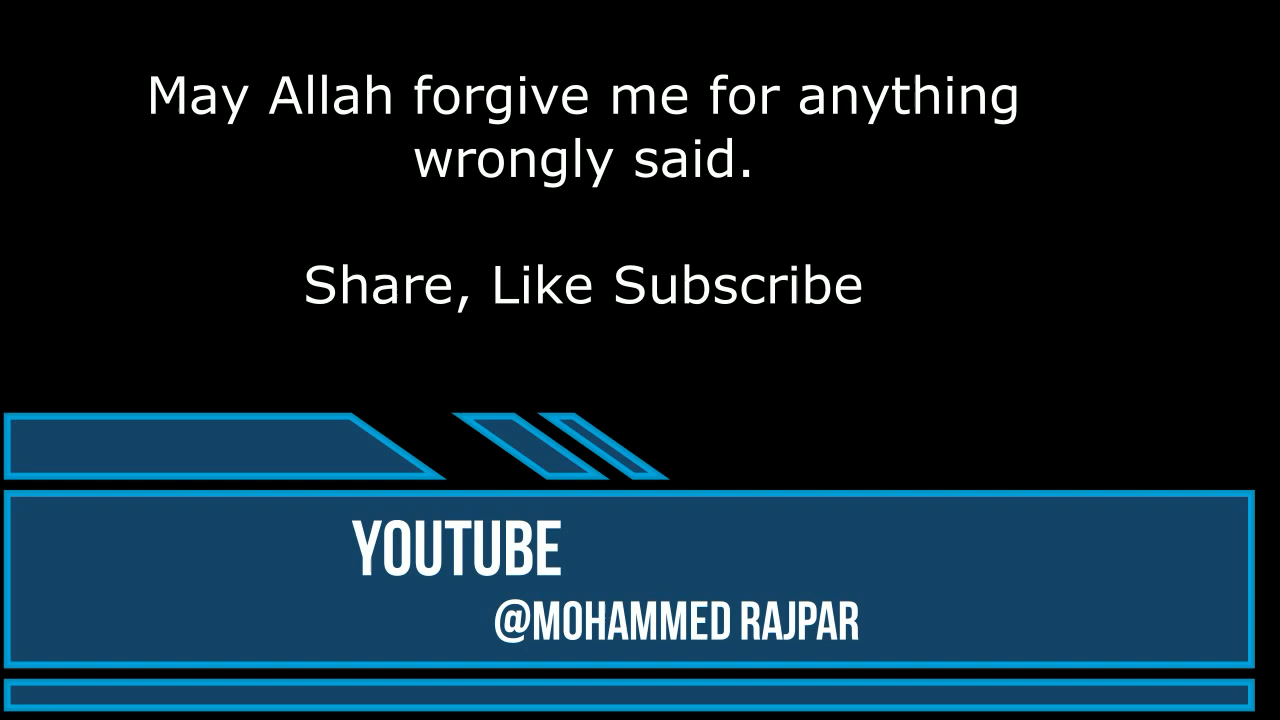 May Allah forgive me for anything
wrongly said.
Share, Like Subscribe
YOUTUBE
@MOHAMMED RAJPAR